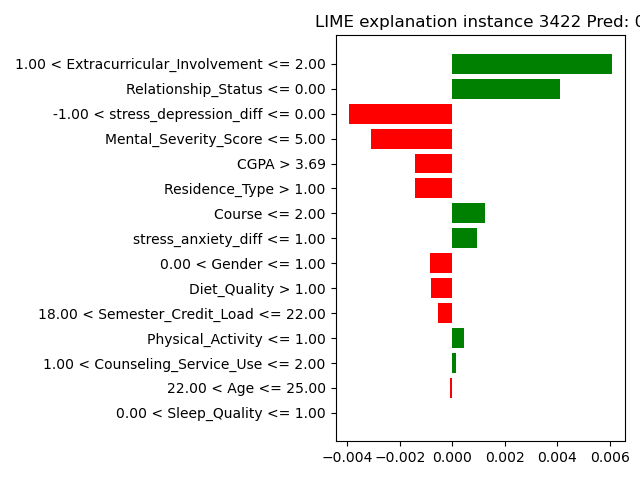 LIME explanation instance 3422 Pred: 0
1.00 < Extracurricular_Involvement <= 2.00
Relationship_Status <= 0.00
-1.00 < stress_depression_diff <= 0.00
Mental_Severity_Score <= 5.00
CGPA > 3.69
Residence_Type > 1.00
Course <= 2.00
stress_anxiety_diff <= 1.00
0.00 < Gender <= 1.00
Diet_Quality > 1.00
18.00 < Semester_Credit_Load <= 22.00
Physical_Activity <= 1.00
1.00 < Counseling_Service_Use <= 2.00
22.00 < Age <= 25.00
0.00 < Sleep_Quality <= 1.00
−0.004 −0.002 0.000 0.002 0.004 0.006